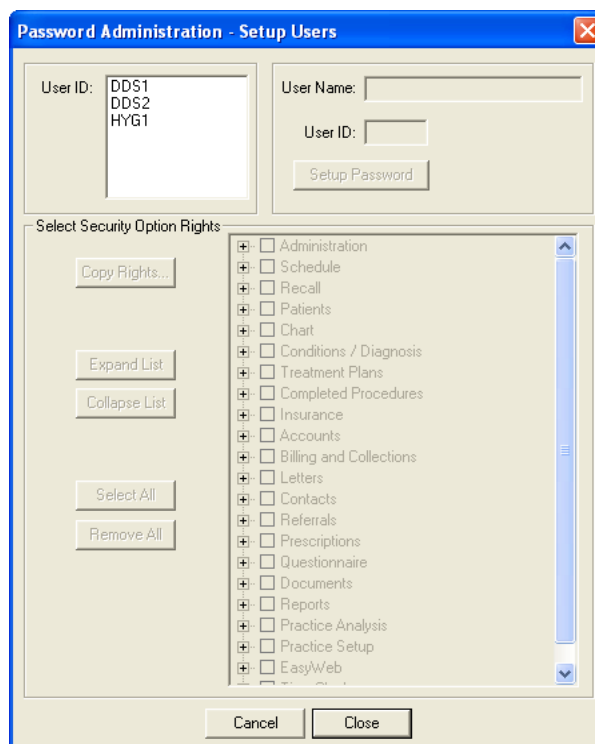 Password Administration - Setup Users
User ID:
DDS1
DDS2
HYG1
User Name:
User ID:
Setup Password
Select Security Option Rights
Copy Rights...
Expand List
Collapse List
Select All
Remove All
Administration
Schedule
Recall
Patients
Chart
Conditions / Diagnosis
Treatment Plans
Completed Procedures
Insurance
Accounts
Billing and Collections
Letters
Contacts
Referrals
Prescriptions
Questionnaire
Documents
Reports
Practice Analysis
Practice Setup
EasyWeb
Cancel
Close